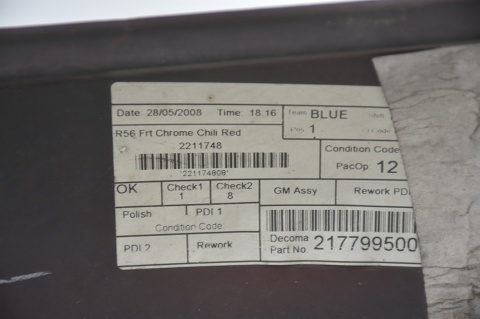 Date 28/05/2008 Time 18.16 Team BLUE Shift
Pos 1
R56 Frt Chrome Chili Red
2211748
Condition Code
PacOp 12
*221174808*
OK Check1 1 Check2 8 GM Assy Rework PD
Polish PDI 1
Condition Code
PDI 2 Rework
Decoma Part No 217799500